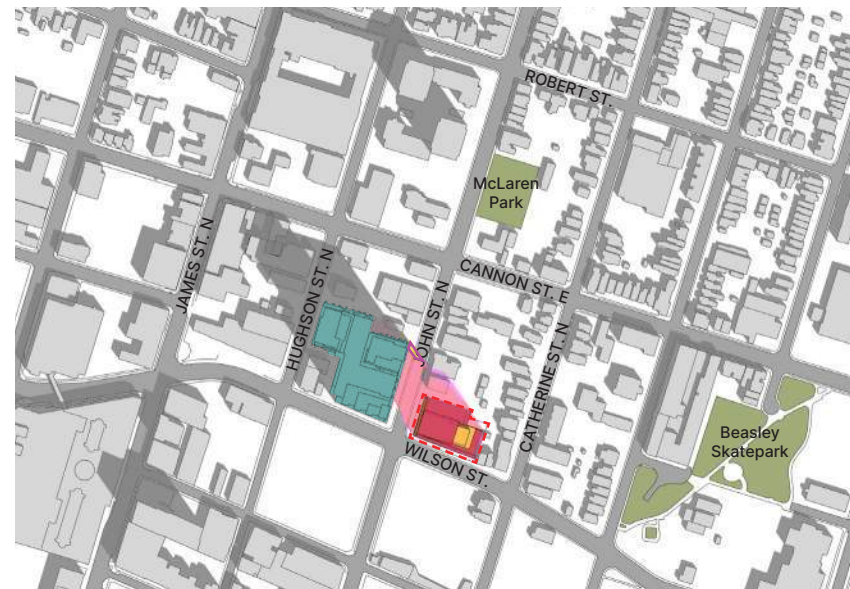 ROBERT ST.
McLaren
Park
CANNON ST. E
JAMES ST. N
HUGHSON ST. N
JOHN ST. N
CATHERINE ST. N
Beasley
Skatepark
WILSON ST.